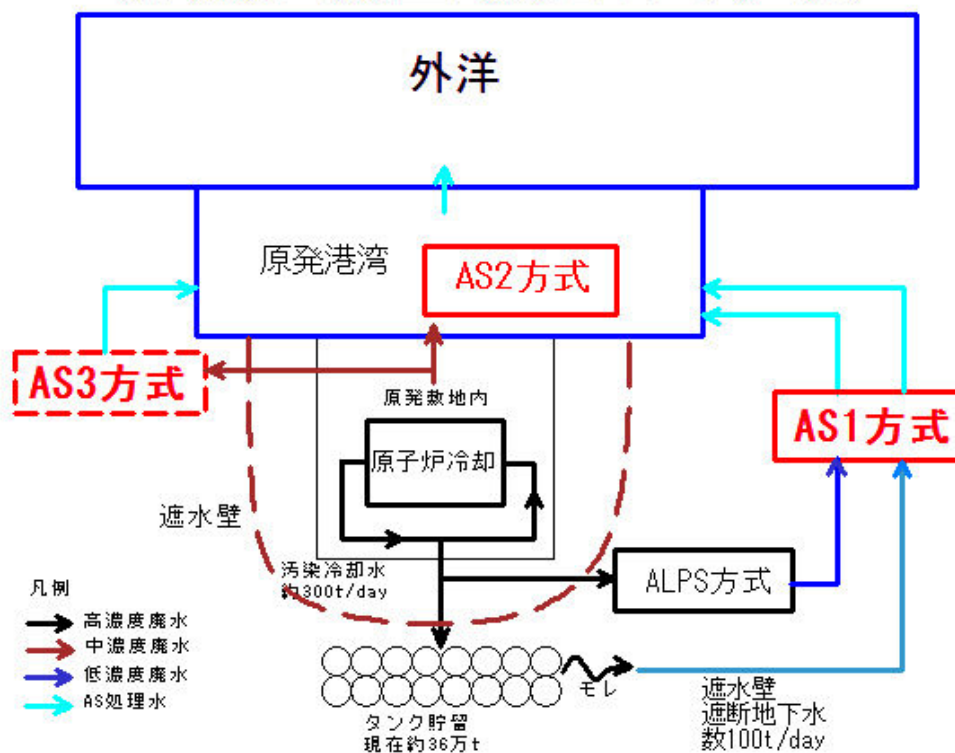 外洋
原発港湾
AS2方式
AS3方式
原発敷地内
AS1方式
原子炉冷却
遮水壁
汚染冷却水
約300t/day
ALPS方式
凡例
高濃度廃水
中濃度廃水
低濃度廃水
AS処理水
モレ
タンク貯留
現在約36万t
遮水壁
遮断地下水
数100t/day